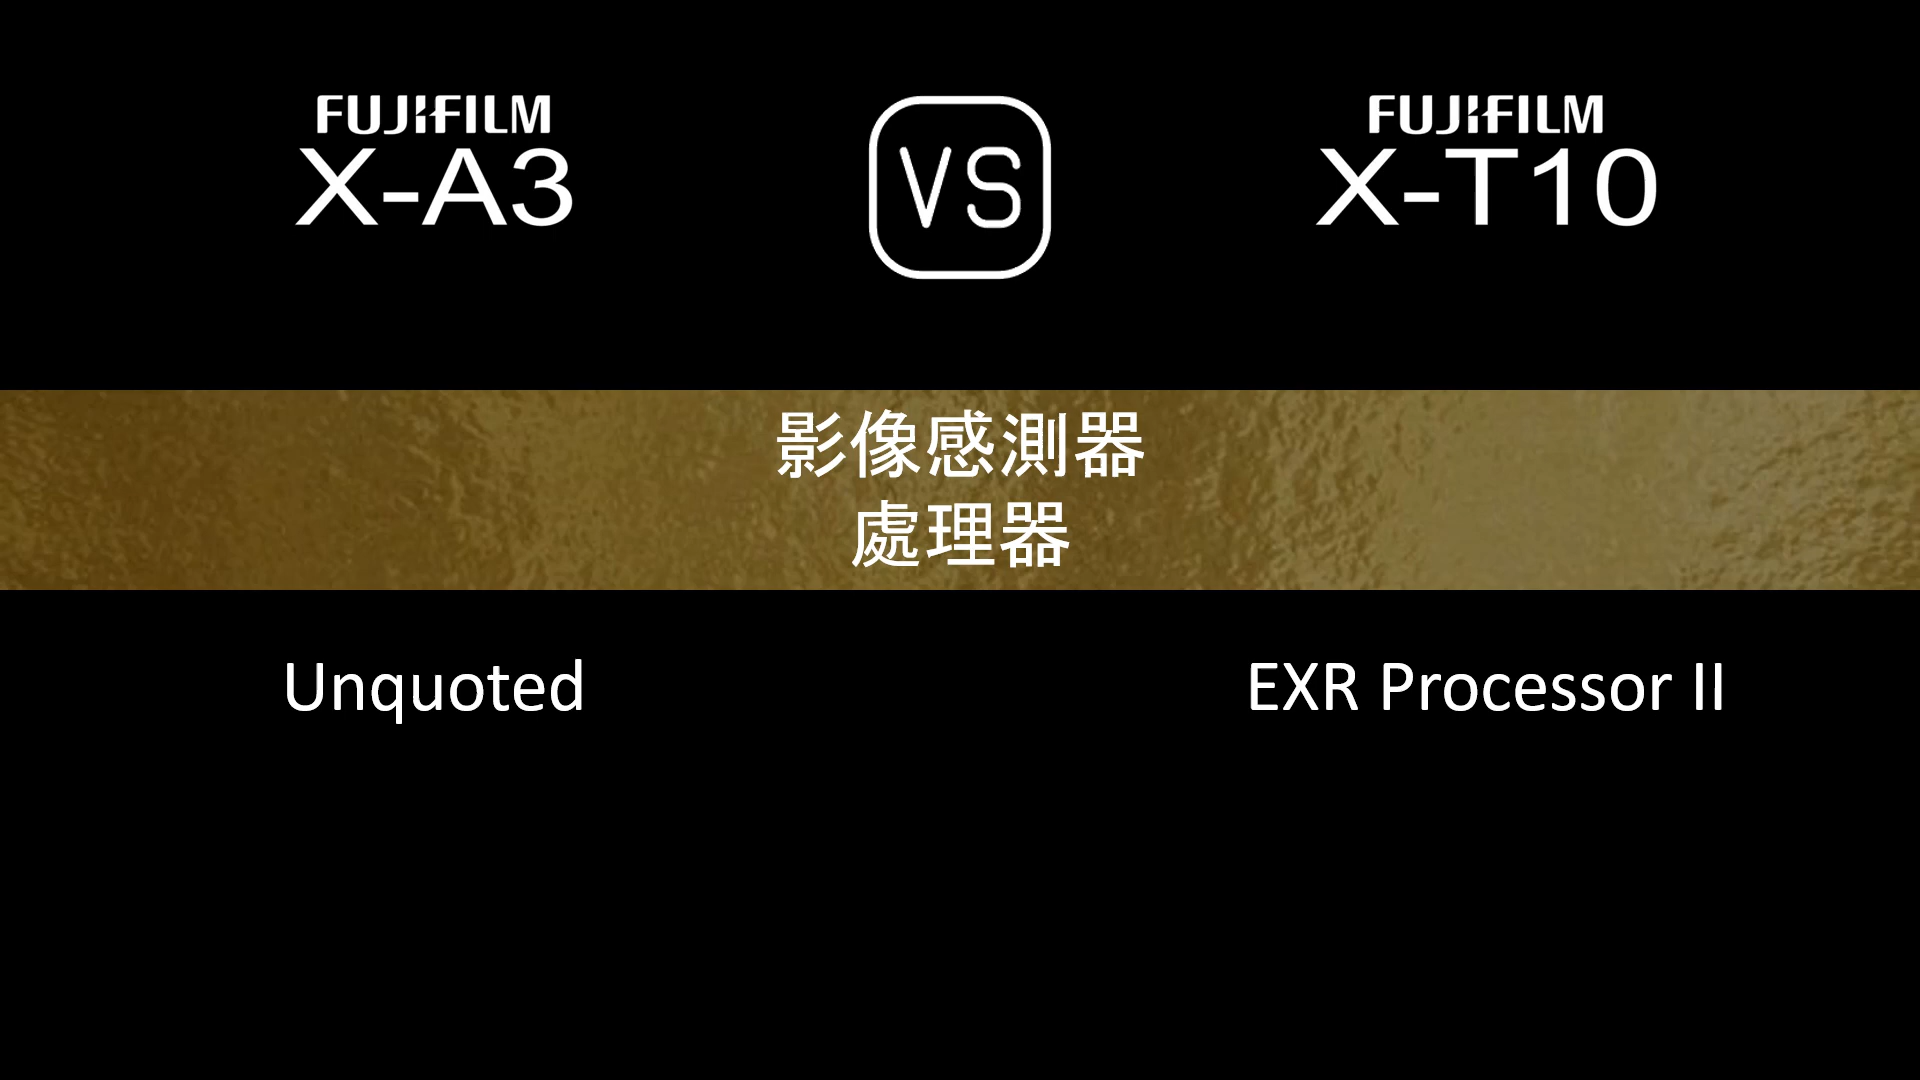 FUJIFILM
X-A3
VS
FUJIFILM
X-T10
影像感測器
處理器
Unquoted
EXR Processor II